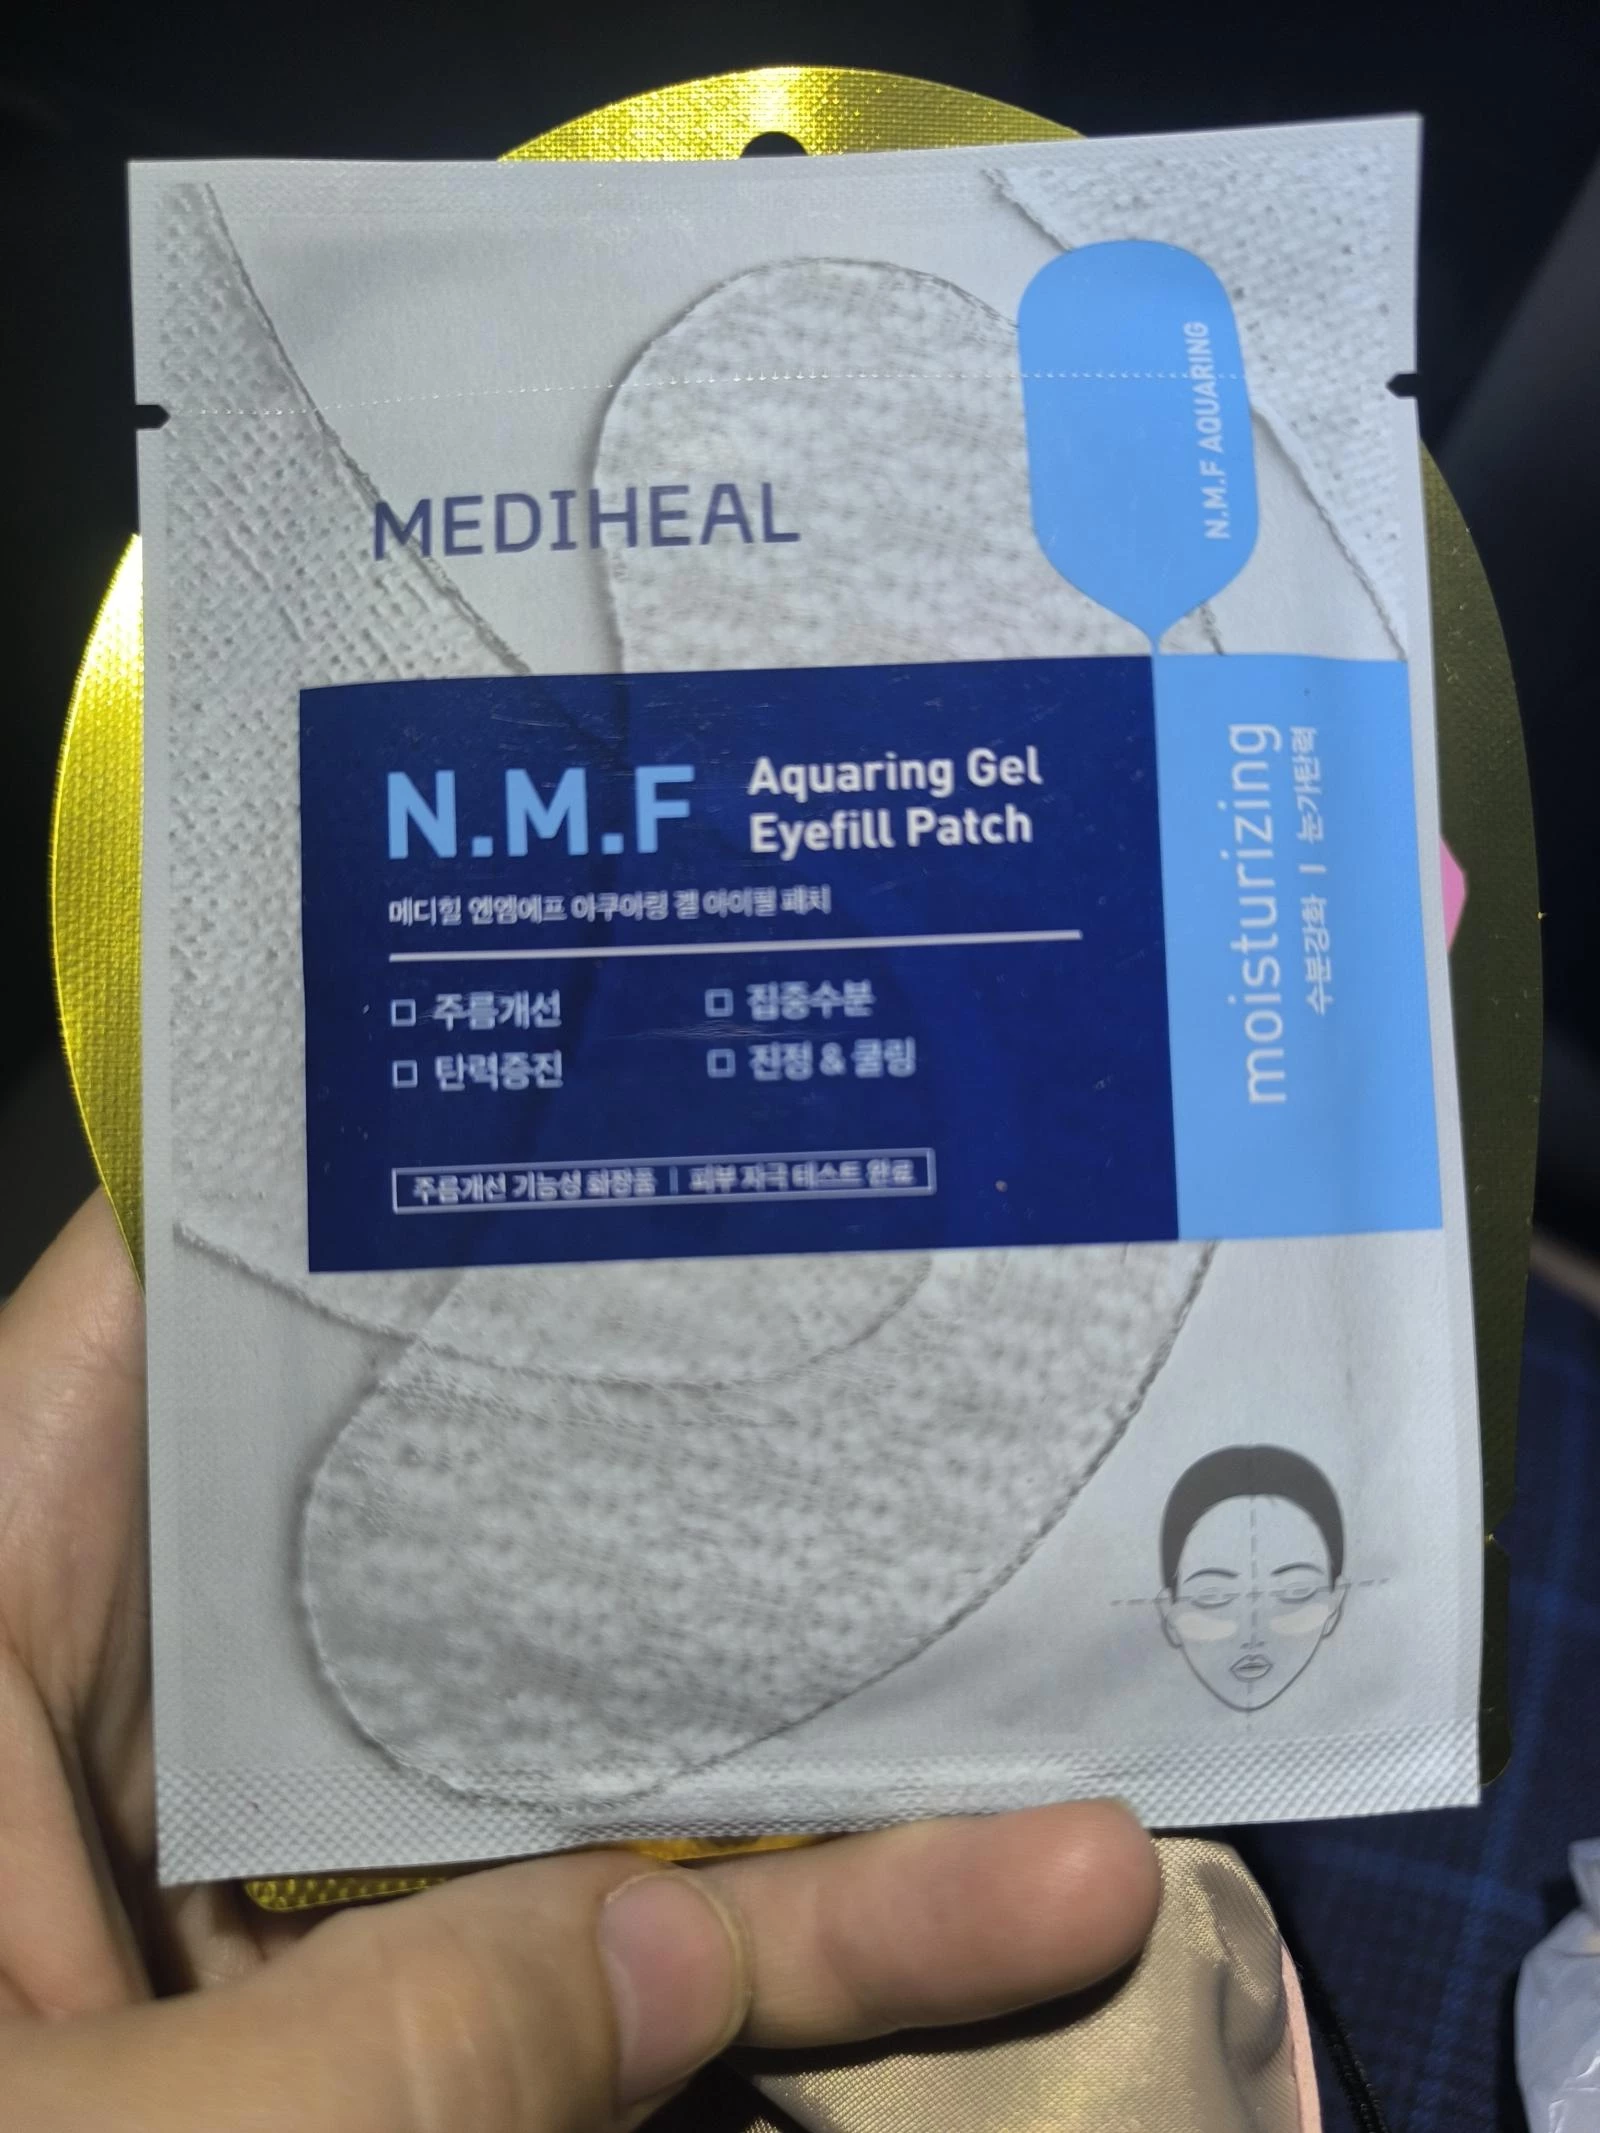 N.M.F AQUARING
MEDIHEAL
N.M.F
Aquaring Gel
Eyefill Patch
메디힐 엔엠에프 아쿠아링 겔 아이필 패치
□ 주름개선
□ 집중수분
□ 탄력증진
□ 진정 & 쿨링
주름개선 기능성 화장품 | 피부 자극 테스트 완료
moisturizing
수분강화 | 눈가탄력